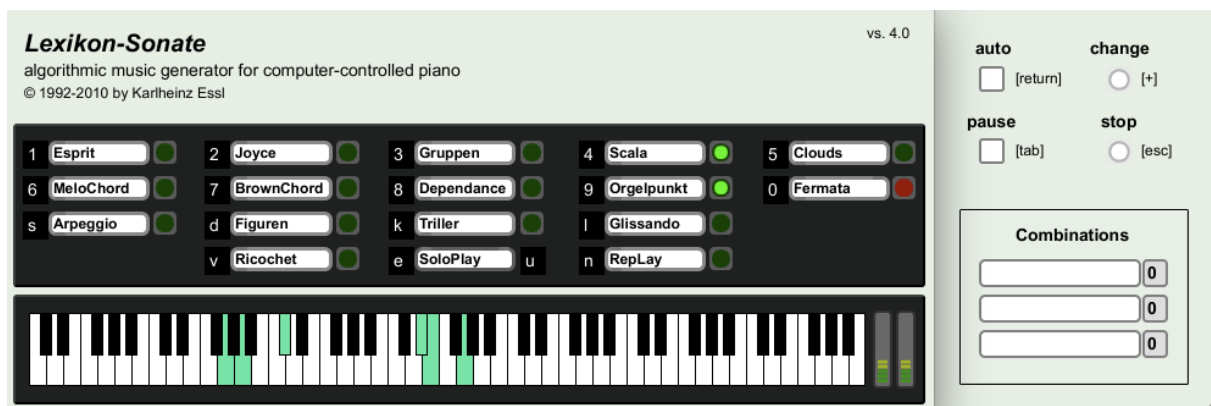 Lexikon-Sonate
vs. 4.0
algorithmic music generator for computer-controlled piano
© 1992-2010 by Karlheinz Essl
1 Esprit 2 Joyce 3 Gruppen 4 Scala 5 Clouds
6 MeloChord 7 BrownChord 8 Dependance 9 Orgelpunkt 0 Fermata
s Arpeggio d Figuren k Triller l Glissando
v Ricochet e SoloPlay u n RepLay
auto change
[return] [+]
pause stop
[tab] [esc]
Combinations
0
0
0